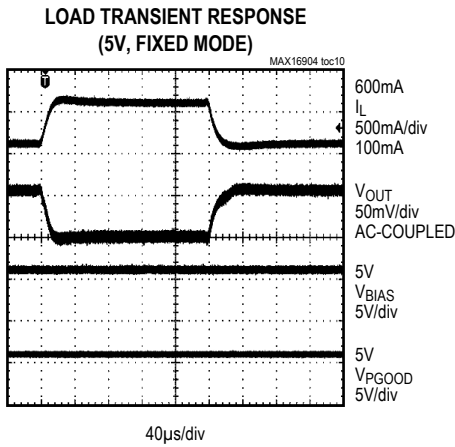 LOAD TRANSIENT RESPONSE
(5V, FIXED MODE)
MAX16904 toc10
T
600mA
IL
500mA/div
100mA
VOUT
50mV/div
AC-COUPLED
5V
VBIAS
5V/div
5V
VPGOOD
5V/div
40µs/div